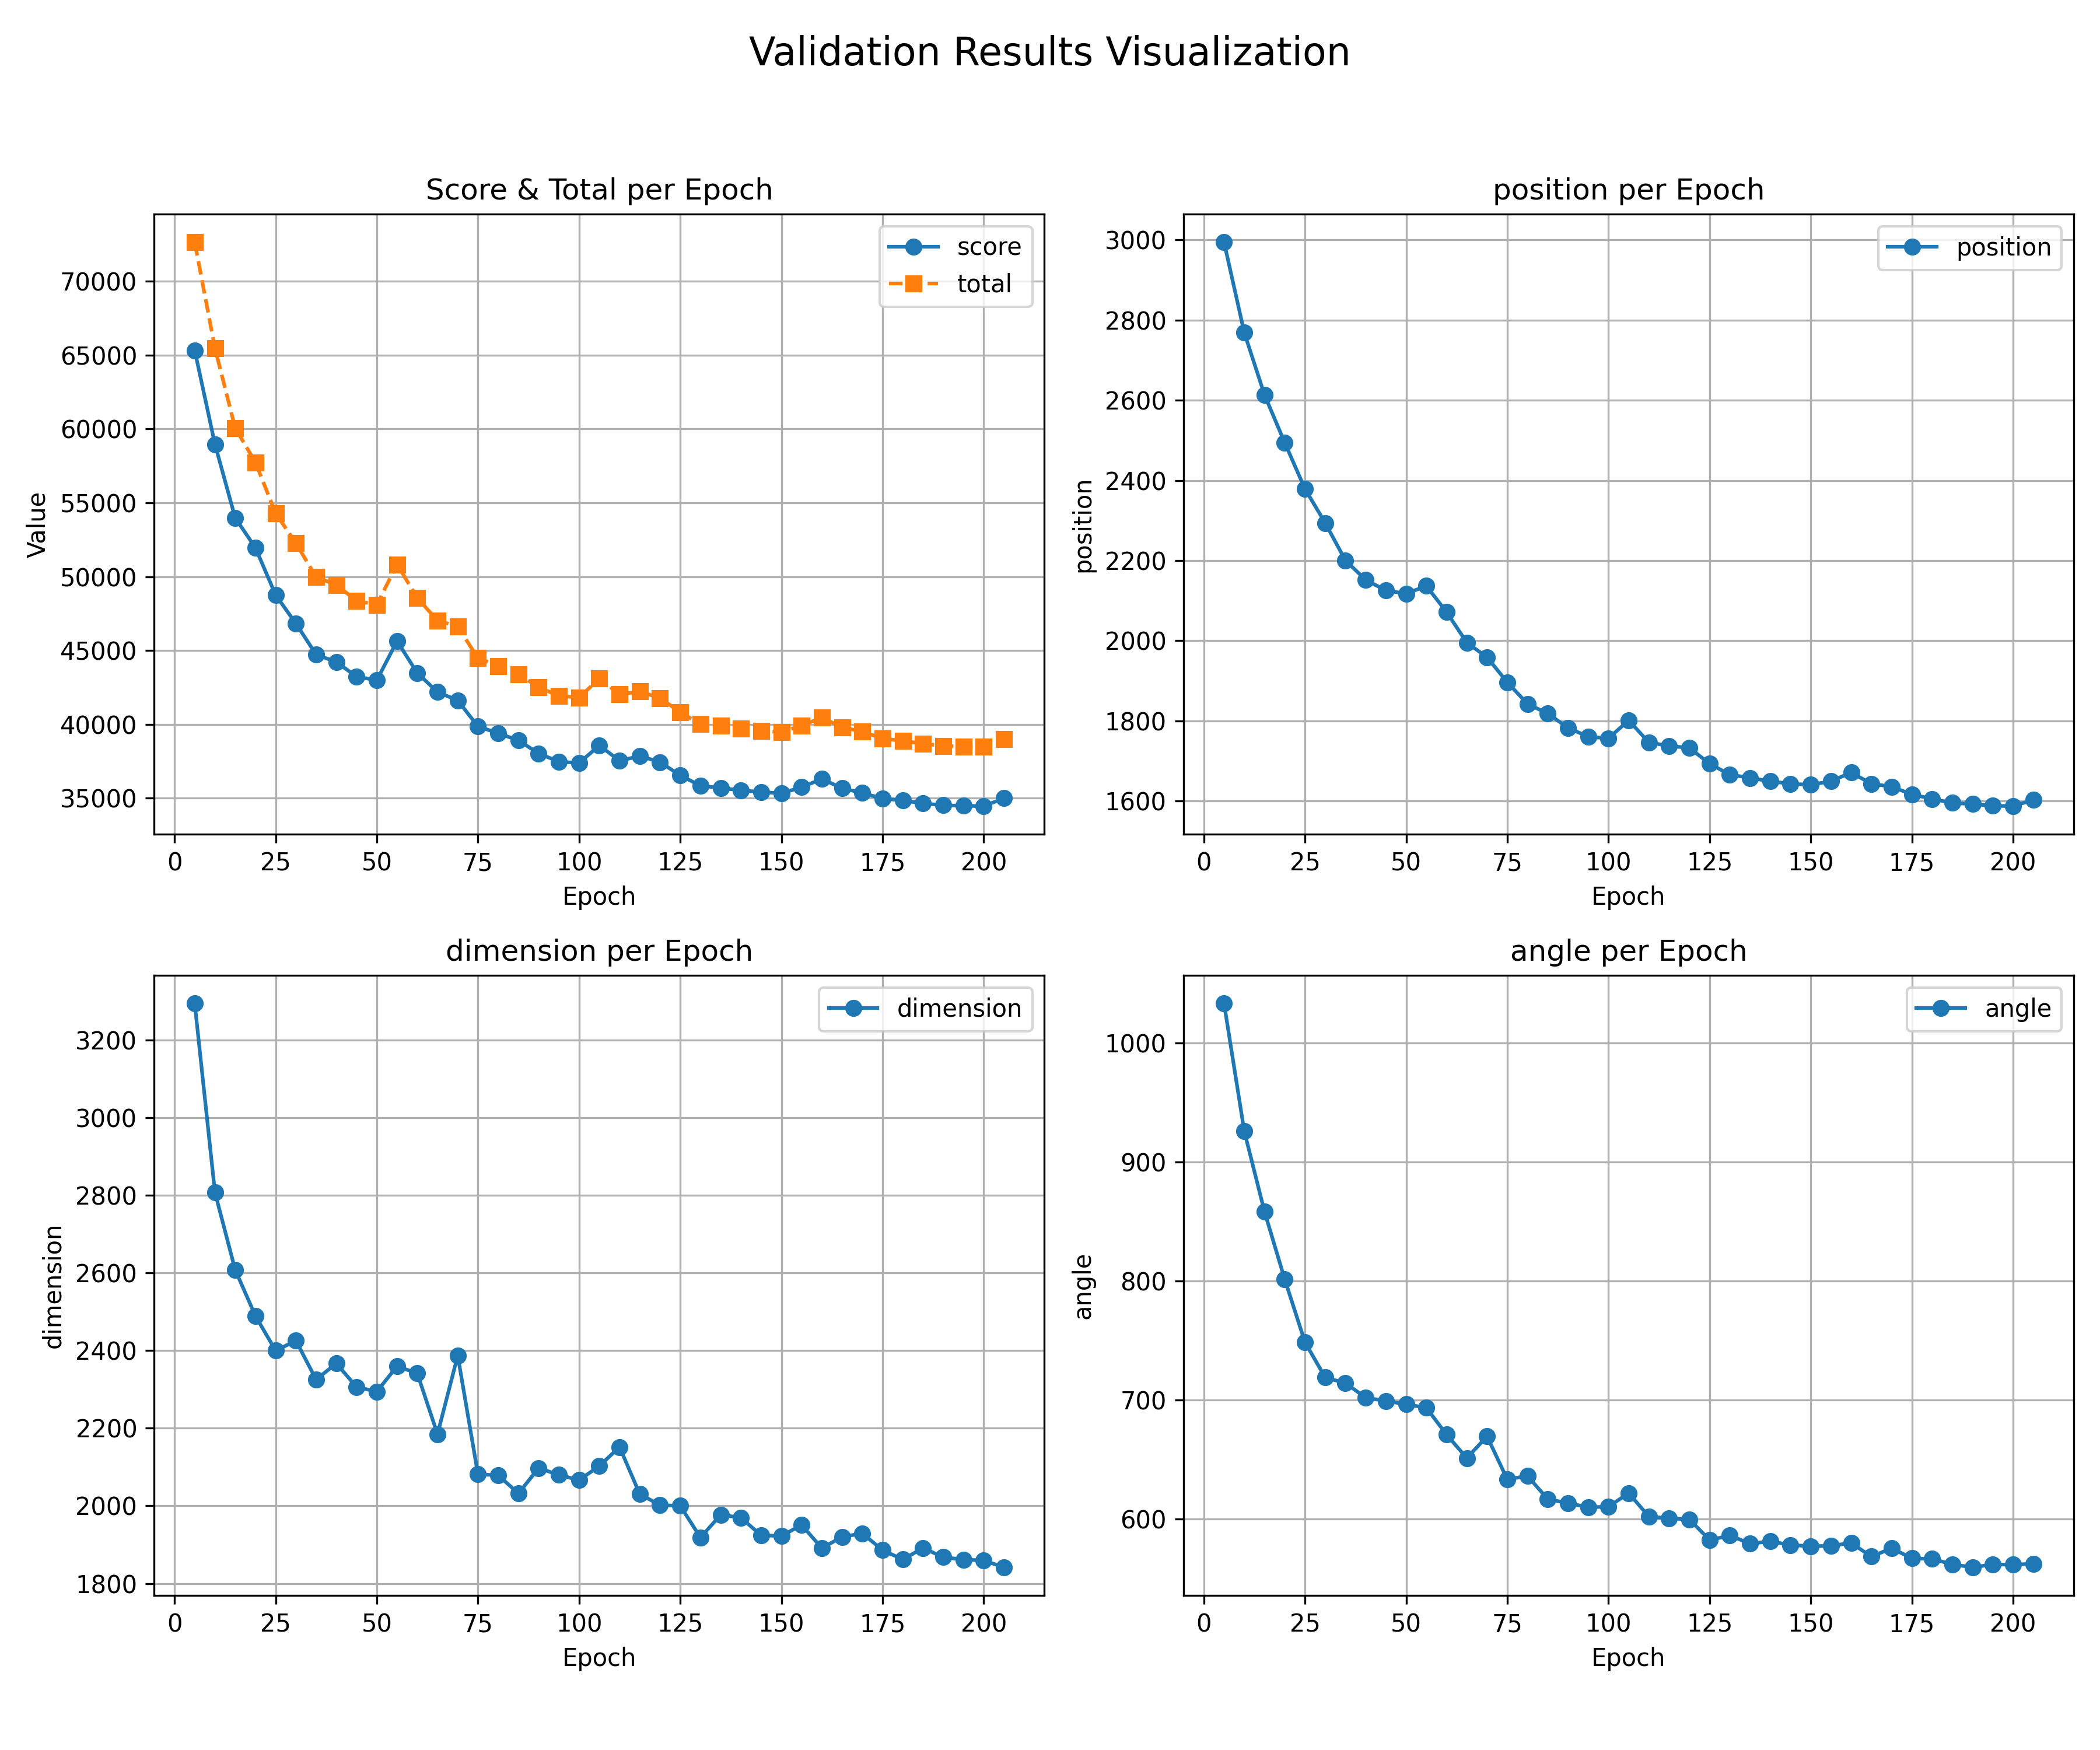 Validation Results Visualization
Score & Total per Epoch
score
total
Value
70000
65000
60000
55000
50000
45000
40000
35000
0 25 50 75 100 125 150 175 200
Epoch
position per Epoch
position
position
3000
2800
2600
2400
2200
2000
1800
1600
0 25 50 75 100 125 150 175 200
Epoch
dimension per Epoch
dimension
dimension
3200
3000
2800
2600
2400
2200
2000
1800
0 25 50 75 100 125 150 175 200
Epoch
angle per Epoch
angle
angle
1000
900
800
700
600
0 25 50 75 100 125 150 175 200
Epoch